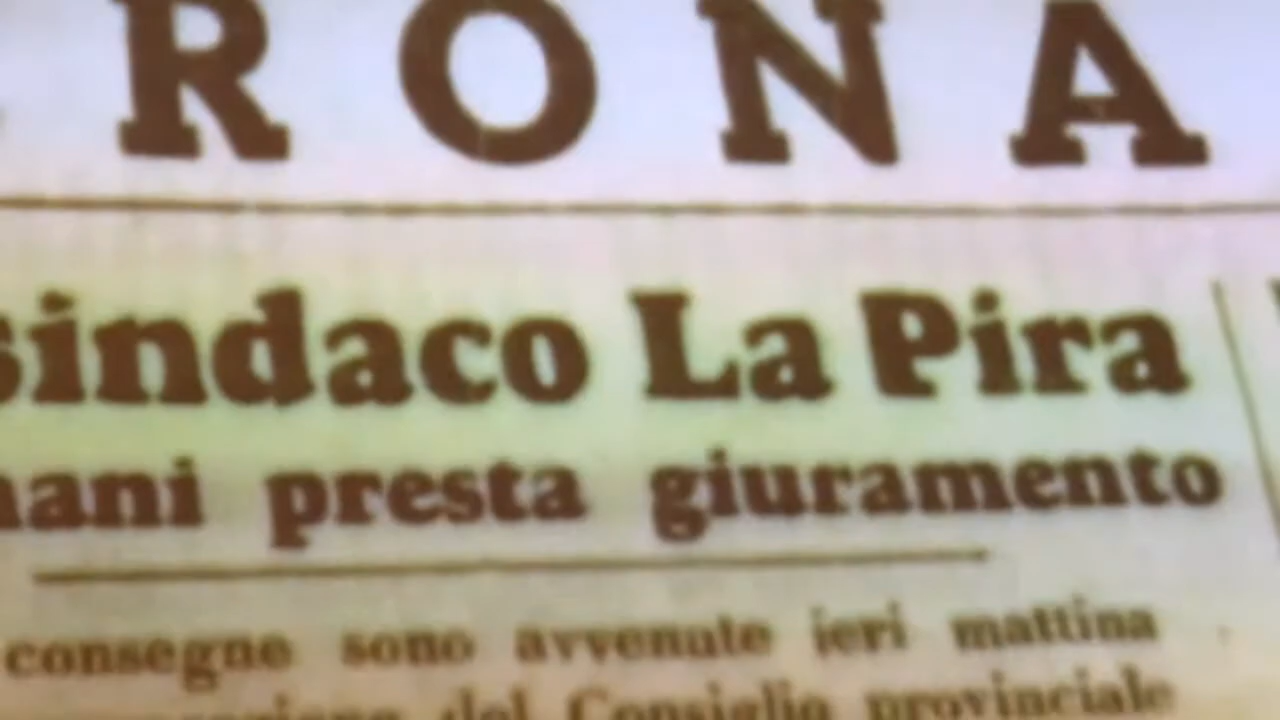 RONA
sindaco La Pira
mani presta giuramento
consegne sono avvenute ieri mattina
del Consiglio provinciale